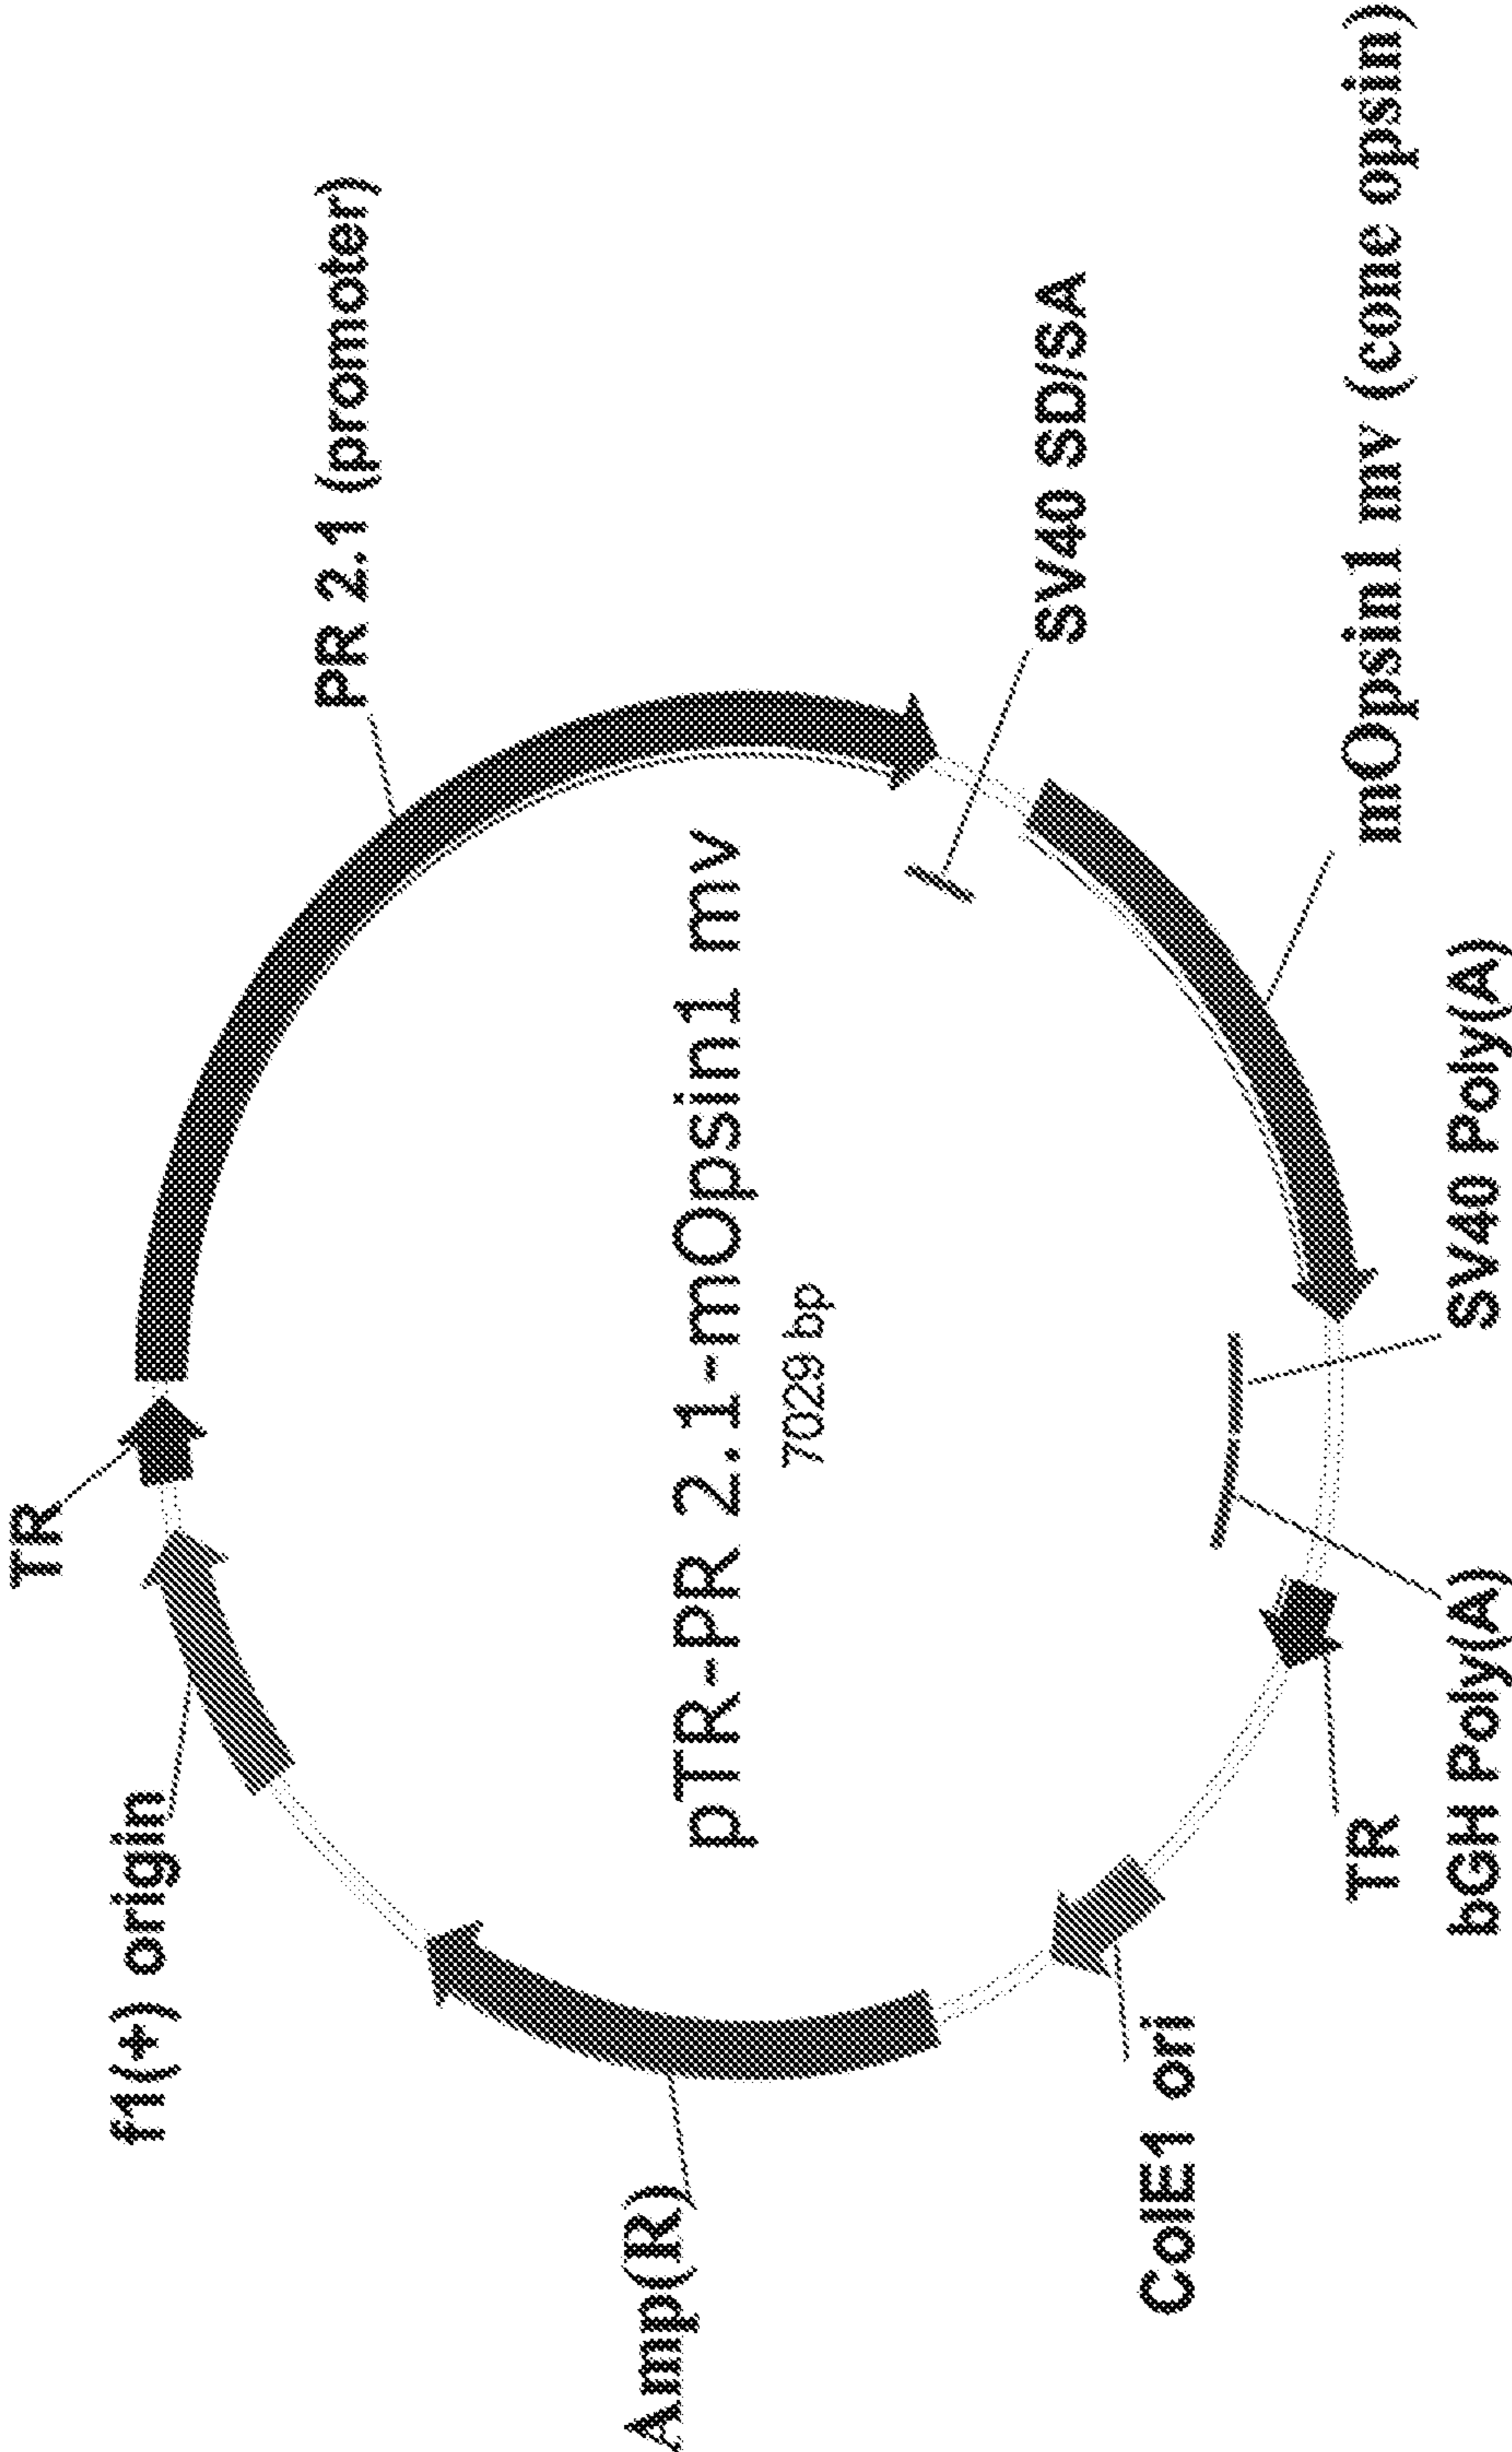 TR
PR 2.1 (promoter)
SV40 SD/SA
mOpsin1 mv (cone opsin)
SV40 Poly(A)
bGH Poly(A)
TR
ColE1 ori
Amp(R)
f1(+) origin
pTR-PR 2.1-mOpsin1 mv
7029 bp